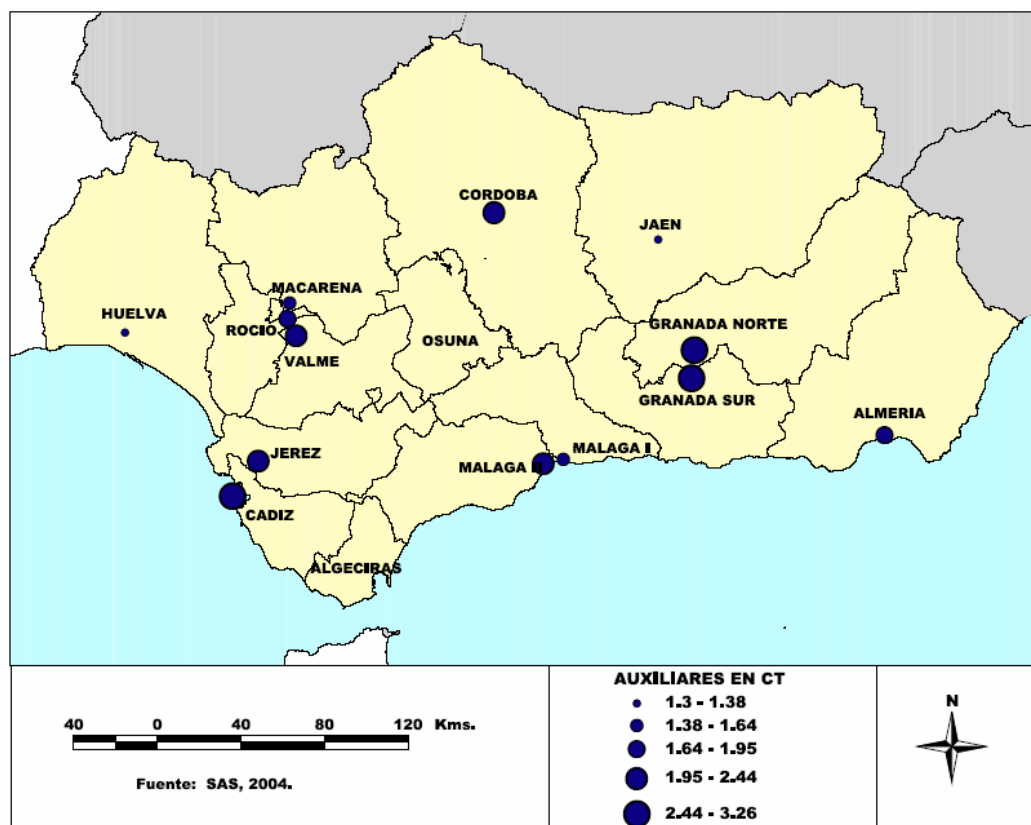 CORDOBA
JAEN
MACARENA
HUELVA
ROCIO
VALME
OSUNA
GRANADA NORTE
GRANADA SUR
ALMERIA
JEREZ
MALAGA II
MALAGA I
CADIZ
ALGECIRAS
40 0 40 80 120 Kms.
Fuente: SAS, 2004.
AUXILIARES EN CT
1.3 - 1.38
1.38 - 1.64
1.64 - 1.95
1.95 - 2.44
2.44 - 3.26
N